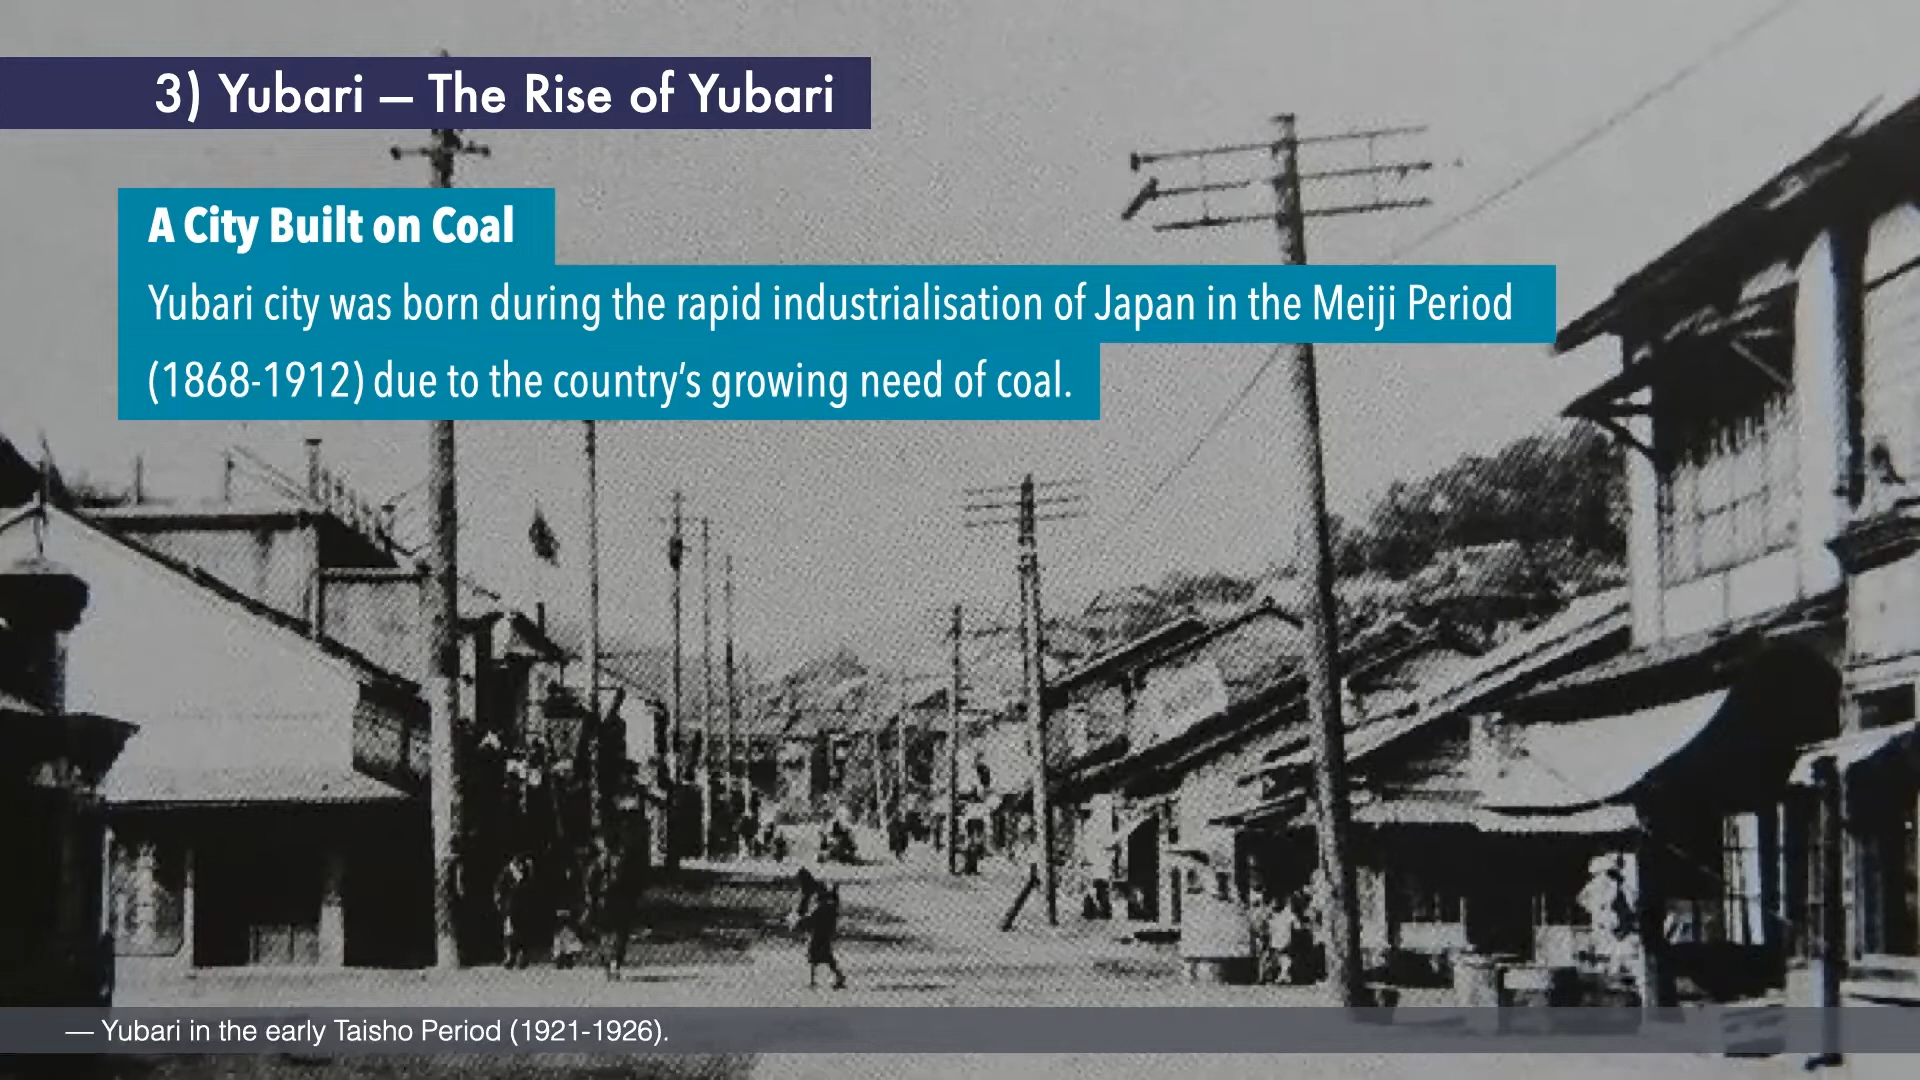 3) Yubari — The Rise of Yubari
A City Built on Coal
Yubari city was born during the rapid industrialisation of Japan in the Meiji Period
(1868-1912) due to the country’s growing need of coal.
— Yubari in the early Taisho Period (1921-1926).